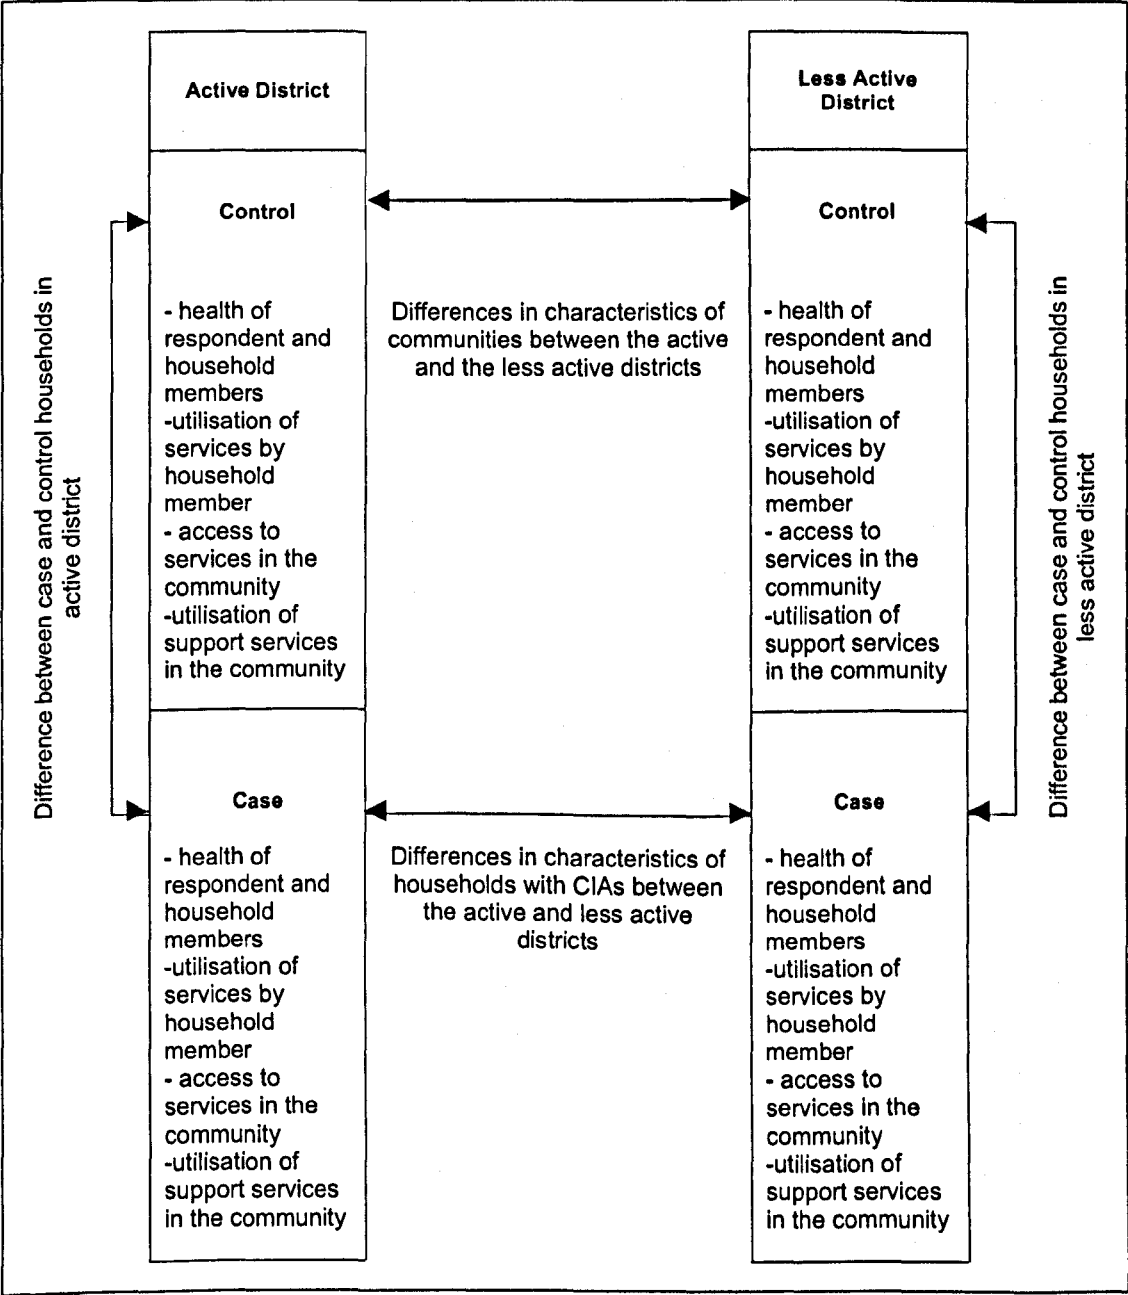 Active District
Less Active
District
Difference between case and control households in
active district
Control
- health of
respondent and
household
members
-utilisation of
services by
household
member
- access to
services in the
community
-utilisation of
support services
in the community
Differences in characteristics of
communities between the active
and the less active districts
Control
- health of
respondent and
household
members
-utilisation of
services by
household
member
- access to
services in the
community
-utilisation of
support services
in the community
Difference between case and control households in
less active district
Case
- health of
respondent and
household
members
-utilisation of
services by
household
member
- access to
services in the
community
-utilisation of
support services
in the community
Differences in characteristics of
households with CIAs between
the active and less active
districts
Case
- health of
respondent and
household
members
-utilisation of
services by
household
member
- access to
services in the
community
-utilisation of
support services
in the community